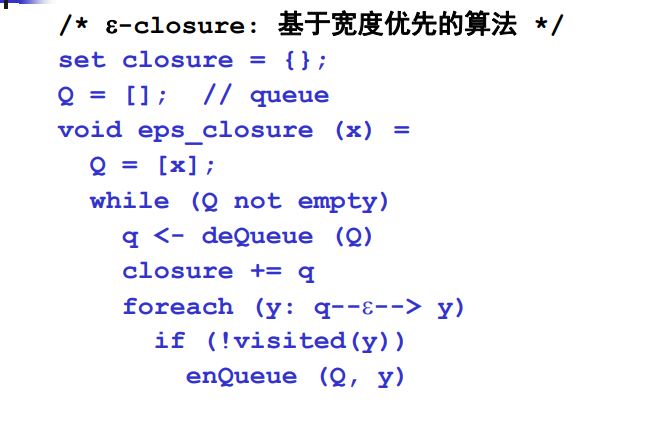 /* ε-closure: 基于宽度优先的算法 */
set closure = {};
Q = []; // queue
void eps_closure (x) =
Q = [x];
while (Q not empty)
q <- deQueue (Q)
closure += q
foreach (y: q--ε--> y)
if (!visited(y))
enQueue (Q, y)